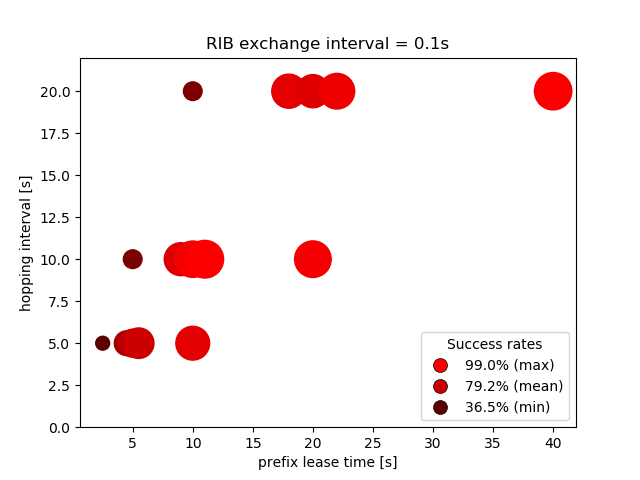 RIB exchange interval = 0.1s
hopping interval [s]
20.0
17.5
15.0
12.5
10.0
7.5
5.0
2.5
0.0
Success rates
99.0% (max)
79.2% (mean)
36.5% (min)
5 10 15 20 25 30 35 40
prefix lease time [s]